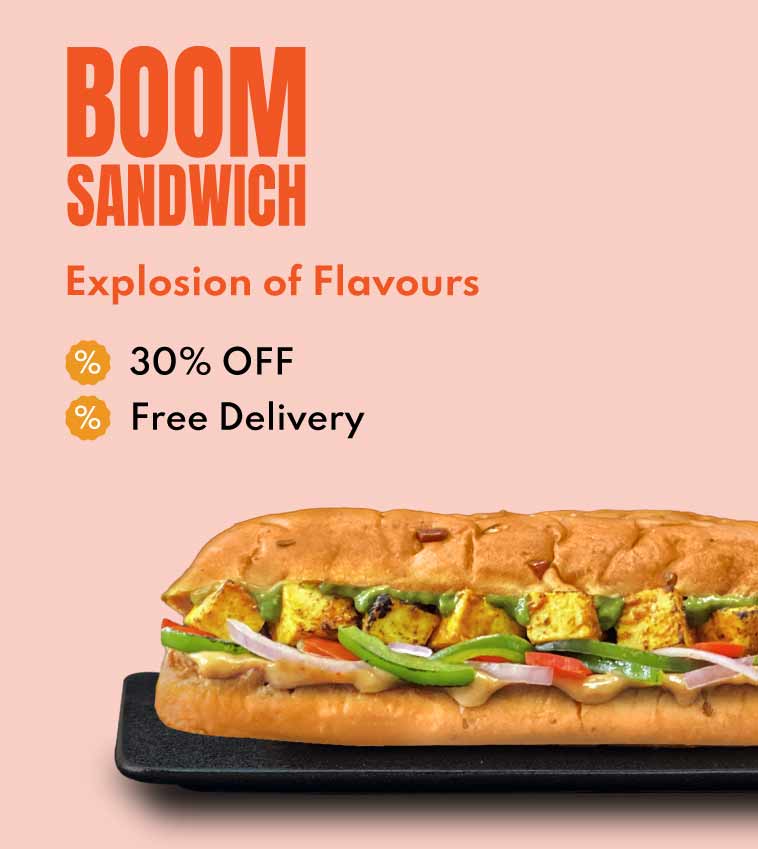 BOOM
SANDWICH
Explosion of Flavours
% 30% OFF
% Free Delivery